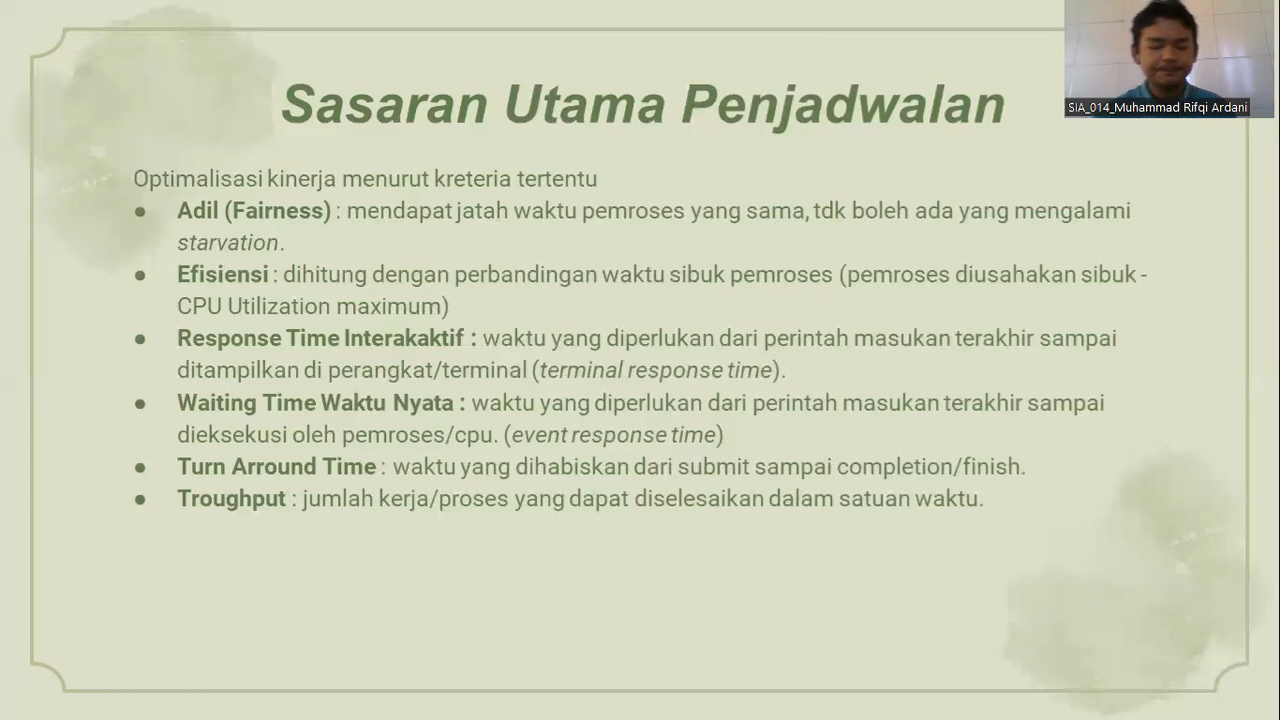 Sasaran Utama Penjadwalan
SIA_014_Muhammad Rifqi Ardani
Optimalisasi kinerja menurut kreteria tertentu
● Adil (Fairness) : mendapat jatah waktu pemroses yang sama, tdk boleh ada yang mengalami
starvation.
● Efisiensi : dihitung dengan perbandingan waktu sibuk pemroses (pemroses diusahakan sibuk -
CPU Utilization maximum)
● Response Time Interakaktif : waktu yang diperlukan dari perintah masukan terakhir sampai
ditampilkan di perangkat/terminal (terminal response time).
● Waiting Time Waktu Nyata : waktu yang diperlukan dari perintah masukan terakhir sampai
dieksekusi oleh pemroses/cpu. (event response time)
● Turn Arround Time : waktu yang dihabiskan dari submit sampai completion/finish.
● Troughput : jumlah kerja/proses yang dapat diselesaikan dalam satuan waktu.